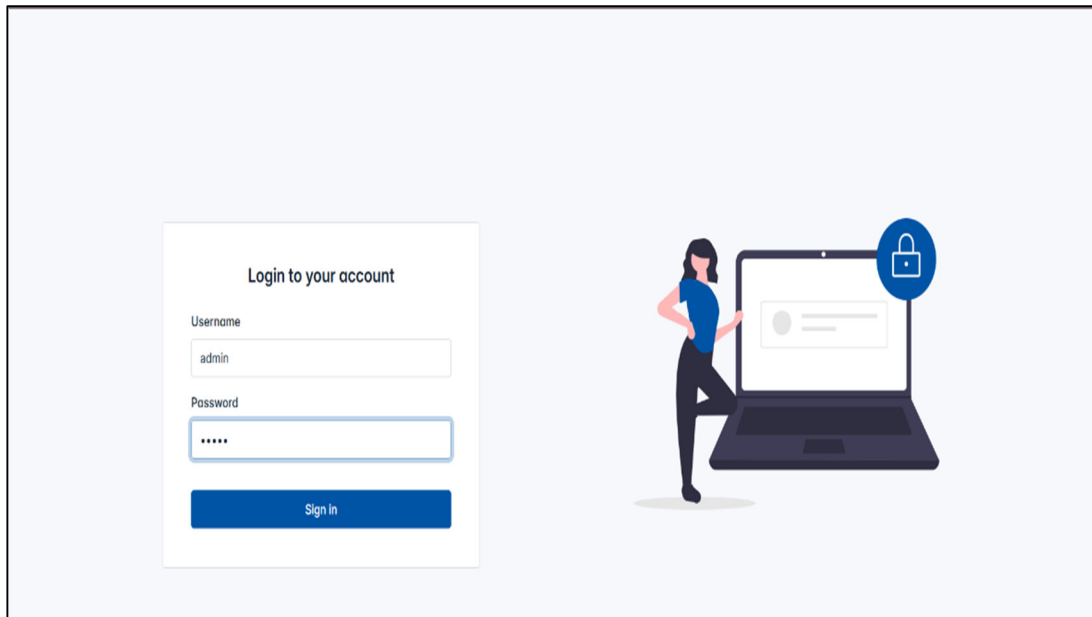 Login to your account
Username
admin
Password
•••••
Sign in